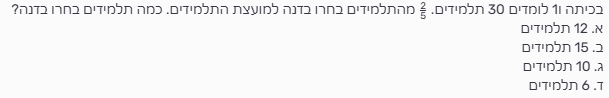 בכיתה ו1 לומדים 30 תלמידים. 2/5 מהתלמידים בחרו בדנה למועצת התלמידים. כמה תלמידים בחרו בדנה?
א. 12 תלמידים
ב. 15 תלמידים
ג. 10 תלמידים
ד. 6 תלמידים